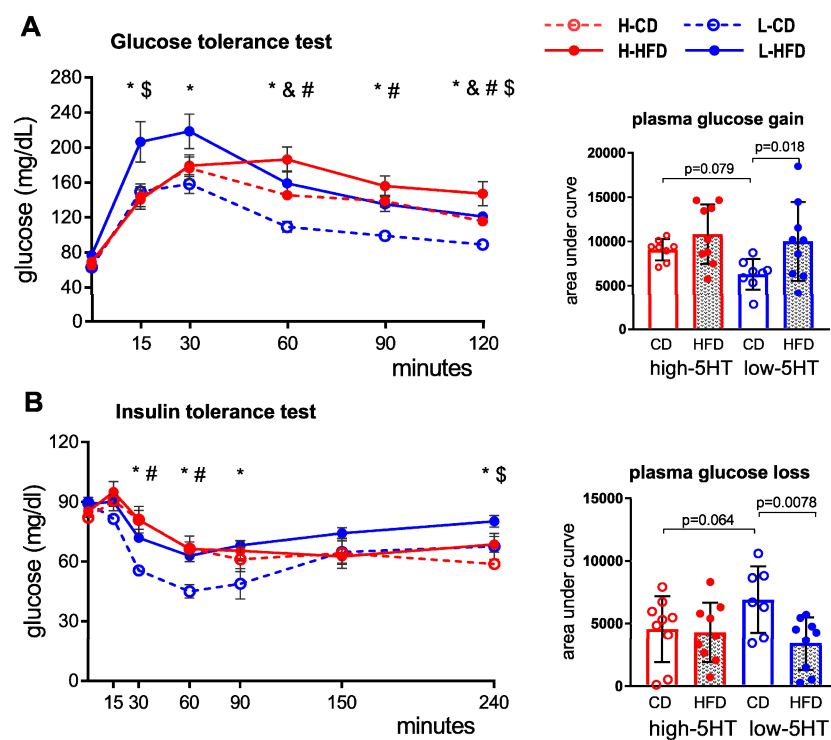 A
Glucose tolerance test
H-CD
L-CD
H-HFD
L-HFD
glucose (mg/dL)
280
240
200
160
120
80
40
0
* $
*
* & #
* #
* & # $
15
30
60
90
120
minutes
plasma glucose gain
area under curve
20000
15000
10000
5000
0
p=0.079
p=0.018
CD
HFD
CD
HFD
high-5HT
low-5HT
B
Insulin tolerance test
glucose (mg/dl)
120
90
60
30
0
* #
* #
*
* $
15
30
60
90
150
240
minutes
plasma glucose loss
area under curve
15000
10000
5000
0
p=0.064
p=0.0078
CD
HFD
CD
HFD
high-5HT
low-5HT